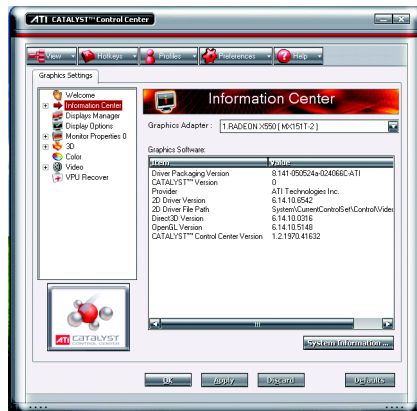 ATI CATALYST™ Control Center
View Hotkeys Profiles Preferences Help
Graphics Settings
Welcome
Information Center
Displays Manager
Display Options
Monitor Properties 0
3D
Color
Video
VPU Recover
Information Center
Graphics Adapter : 1.RADEON X550 [ MX151T-2 ]
Graphics Software:
Item Value
Driver Packaging Version 8.141-050524a-024066C-ATI
CATALYST™ Version 0
Provider ATI Technologies Inc.
2D Driver Version 6.14.10.6542
2D Driver File Path System\CurrentControlSet\Control\Video
Direct3D Version 6.14.10.0316
OpenGL Version 6.14.10.5148
CATALYST™ Control Center Version 1.2.1970.41632
System Information ...
ATI CATALYST
CONTROL CENTER
OK Apply Discard Defaults